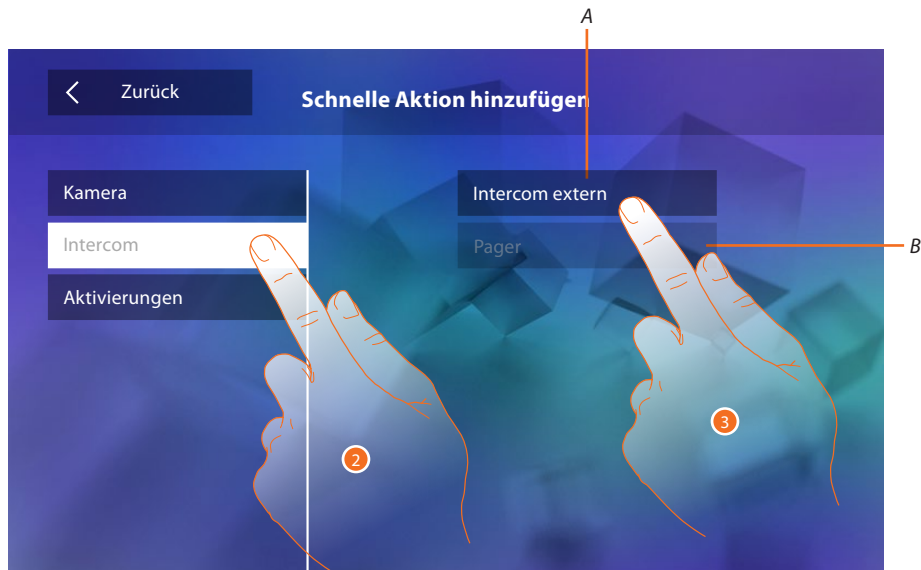 A
Zurück
Schnelle Aktion hinzufügen
Kamera
Intercom extern
Intercom
Pager
B
Aktivierungen
3
2